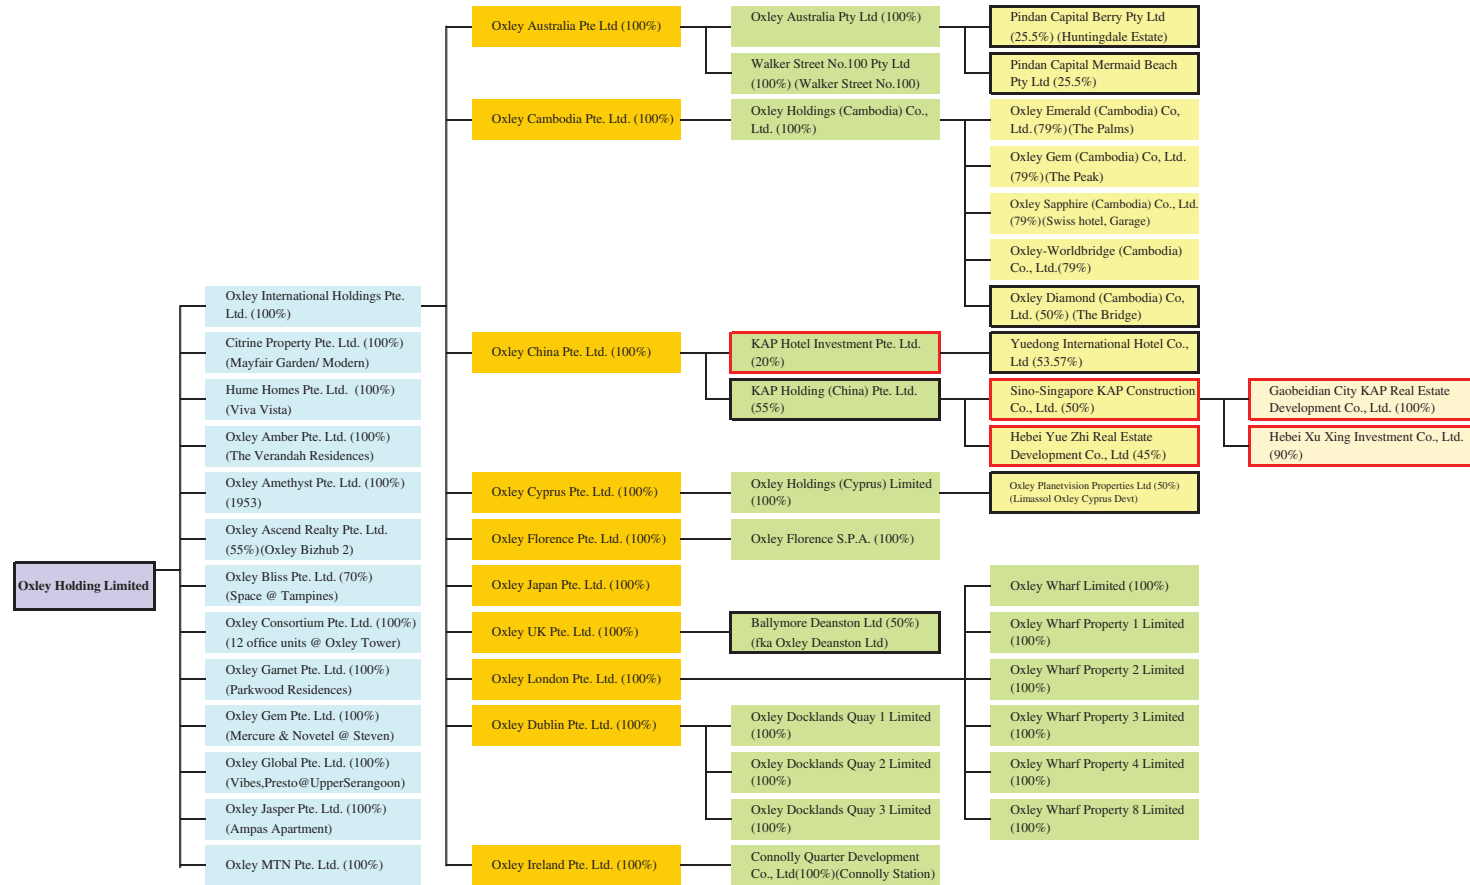 Oxley Holding Limited
Oxley International Holdings Pte.
Ltd. (100%)
Citrine Property Pte. Ltd. (100%)
(Mayfair Garden/ Modern)
Hume Homes Pte. Ltd. (100%)
(Viva Vista)
Oxley Amber Pte. Ltd. (100%)
(The Verandah Residences)
Oxley Amethyst Pte. Ltd. (100%)
(1953)
Oxley Ascend Realty Pte. Ltd.
(55%)(Oxley Bizhub 2)
Oxley Bliss Pte. Ltd. (70%)
(Space @ Tampines)
Oxley Consortium Pte. Ltd. (100%)
(12 office units @ Oxley Tower)
Oxley Garnet Pte. Ltd. (100%)
(Parkwood Residences)
Oxley Gem Pte. Ltd. (100%)
(Mercure & Novetel @ Steven)
Oxley Global Pte. Ltd. (100%)
(Vibes,Presto@UpperSerangoon)
Oxley Jasper Pte. Ltd. (100%)
(Ampas Apartment)
Oxley MTN Pte. Ltd. (100%)
Oxley Australia Pte Ltd (100%)
Oxley Cambodia Pte. Ltd. (100%)
Oxley China Pte. Ltd. (100%)
Oxley Cyprus Pte. Ltd. (100%)
Oxley Florence Pte. Ltd. (100%)
Oxley Japan Pte. Ltd. (100%)
Oxley UK Pte. Ltd. (100%)
Oxley London Pte. Ltd. (100%)
Oxley Dublin Pte. Ltd. (100%)
Oxley Ireland Pte. Ltd. (100%)
Oxley Australia Pty Ltd (100%)
Walker Street No.100 Pty Ltd
(100%) (Walker Street No.100)
Oxley Holdings (Cambodia) Co.,
Ltd. (100%)
KAP Hotel Investment Pte. Ltd.
(20%)
KAP Holding (China) Pte. Ltd.
(55%)
Oxley Holdings (Cyprus) Limited
(100%)
Oxley Florence S.P.A. (100%)
Ballymore Deanston Ltd (50%)
(fka Oxley Deanston Ltd)
Oxley Docklands Quay 1 Limited
(100%)
Oxley Docklands Quay 2 Limited
(100%)
Oxley Docklands Quay 3 Limited
(100%)
Connolly Quarter Development
Co., Ltd(100%)(Connolly Station)
Pindan Capital Berry Pty Ltd
(25.5%) (Huntingdale Estate)
Pindan Capital Mermaid Beach
Pty Ltd (25.5%)
Oxley Emerald (Cambodia) Co,
Ltd.(79%)(The Palms)
Oxley Gem (Cambodia) Co, Ltd.
(79%)(The Peak)
Oxley Sapphire (Cambodia) Co., Ltd.
(79%)(Swiss hotel, Garage)
Oxley-Worldbridge (Cambodia)
Co., Ltd.(79%)
Oxley Diamond (Cambodia) Co,
Ltd. (50%) (The Bridge)
Yuedong International Hotel Co.,
Ltd (53.57%)
Sino-Singapore KAP Construction
Co., Ltd. (50%)
Hebei Yue Zhi Real Estate
Development Co., Ltd (45%)
Oxley Planetvision Properties Ltd (50%)
(Limassol Oxley Cyprus Devt)
Oxley Wharf Limited (100%)
Oxley Wharf Property 1 Limited
(100%)
Oxley Wharf Property 2 Limited
(100%)
Oxley Wharf Property 3 Limited
(100%)
Oxley Wharf Property 4 Limited
(100%)
Oxley Wharf Property 8 Limited
(100%)
Gaobeidian City KAP Real Estate
Development Co., Ltd. (100%)
Hebei Xu Xing Investment Co., Ltd.
(90%)